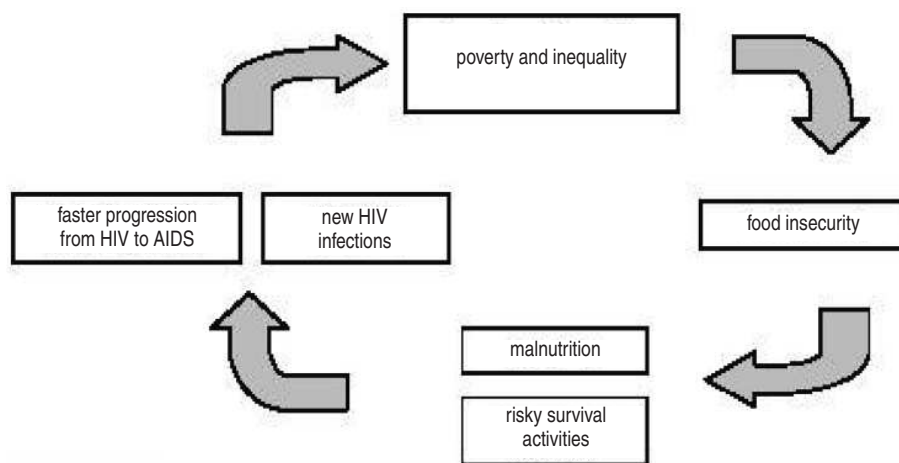 poverty and inequality
faster progression
from HIV to AIDS
new HIV
infections
food insecurity
malnutrition
risky survival
activities